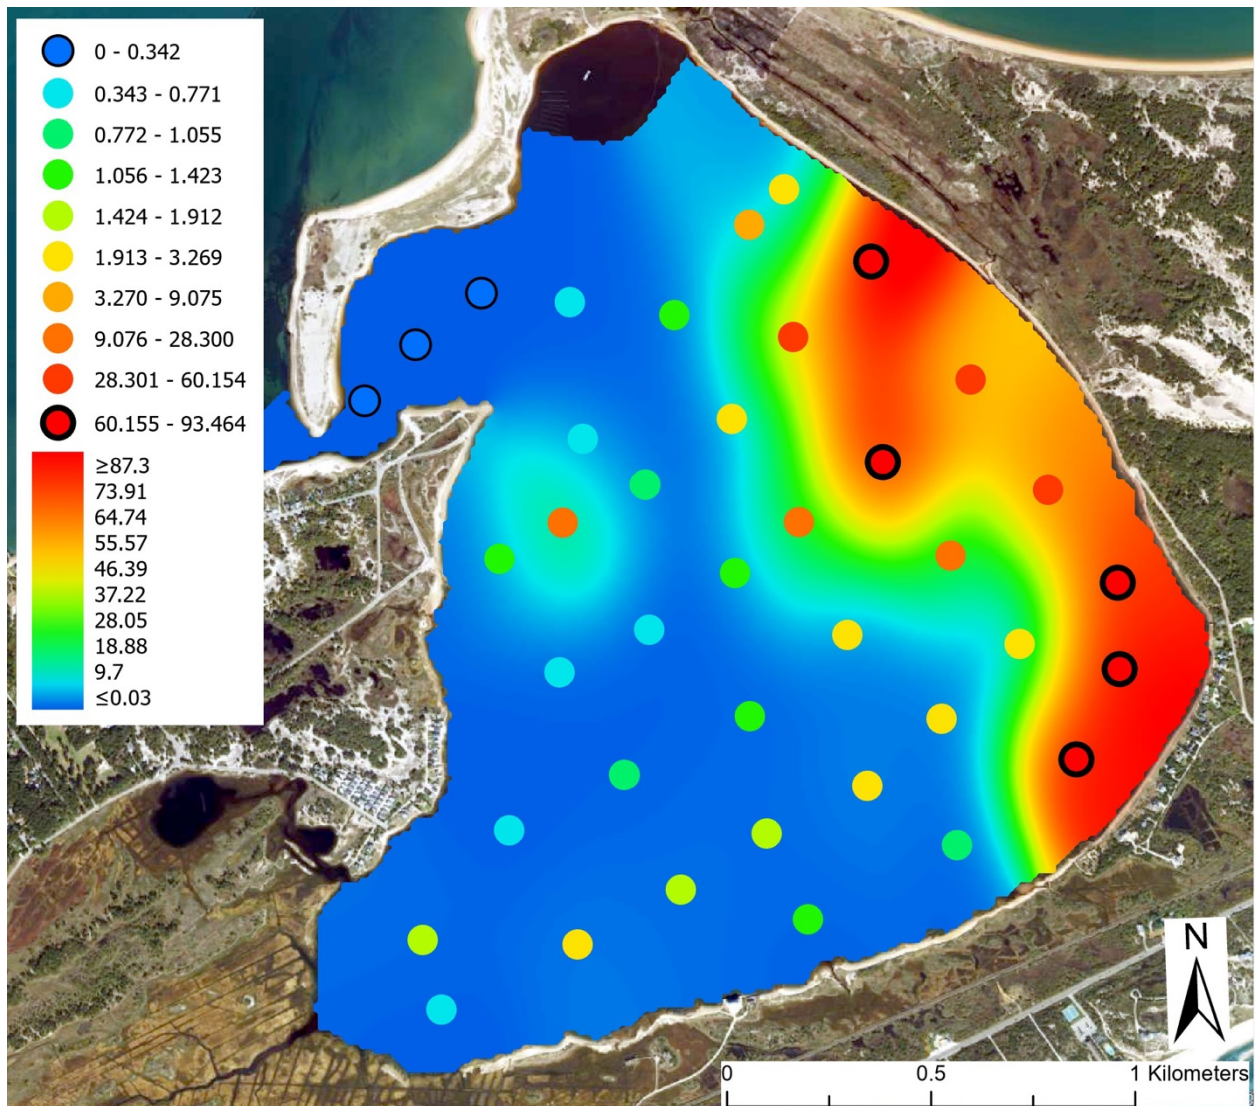 0 - 0.342
0.343 - 0.771
0.772 - 1.055
1.056 - 1.423
1.424 - 1.912
1.913 - 3.269
3.270 - 9.075
9.076 - 28.300
28.301 - 60.154
60.155 - 93.464
≥87.3
73.91
64.74
55.57
46.39
37.22
28.05
18.88
9.7
≤0.03
N
0 0.5 1 Kilometers